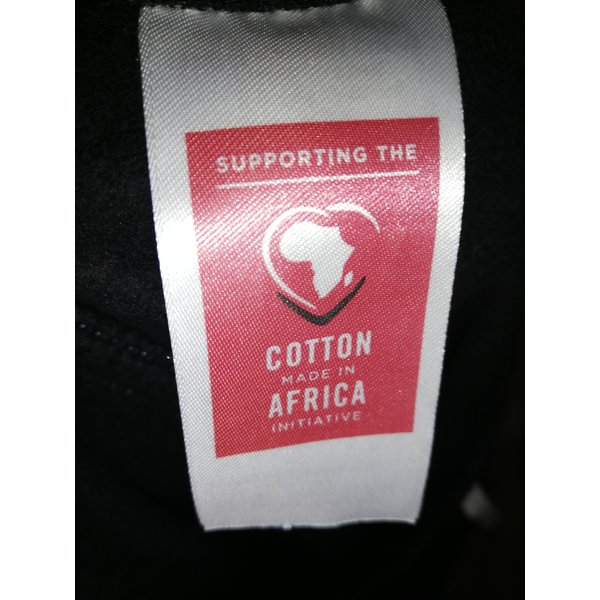 SUPPORTING THE
COTTON
MADE IN
AFRICA
INITIATIVE